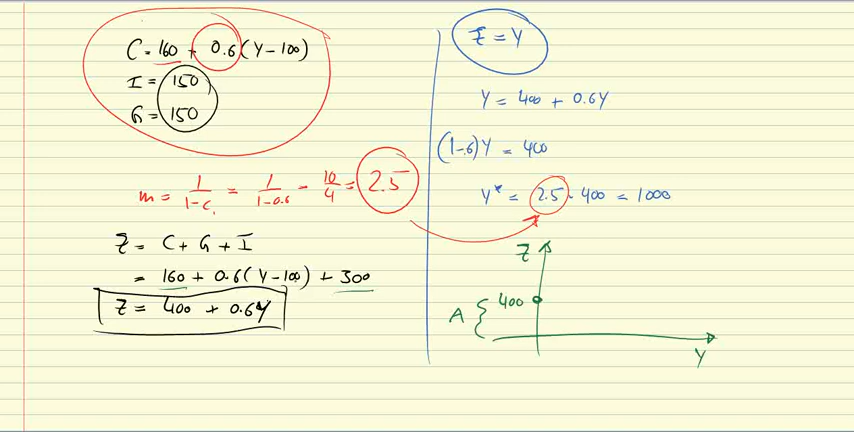 C = 160 + 0.6 (Y - 100)
I = 150
G = 150
m = 1/(1-c₁) = 1/(1-0.6) - 10/4 = 2.5
Z = C + G + I
= 160 + 0.6 (Y - 100) + 300
Z = 400 + 0.6Y
Z = Y
Y = 400 + 0.6Y
(1-.6)Y = 400
Y* = 2.5 · 400 = 1000
Z
A { 400
Y